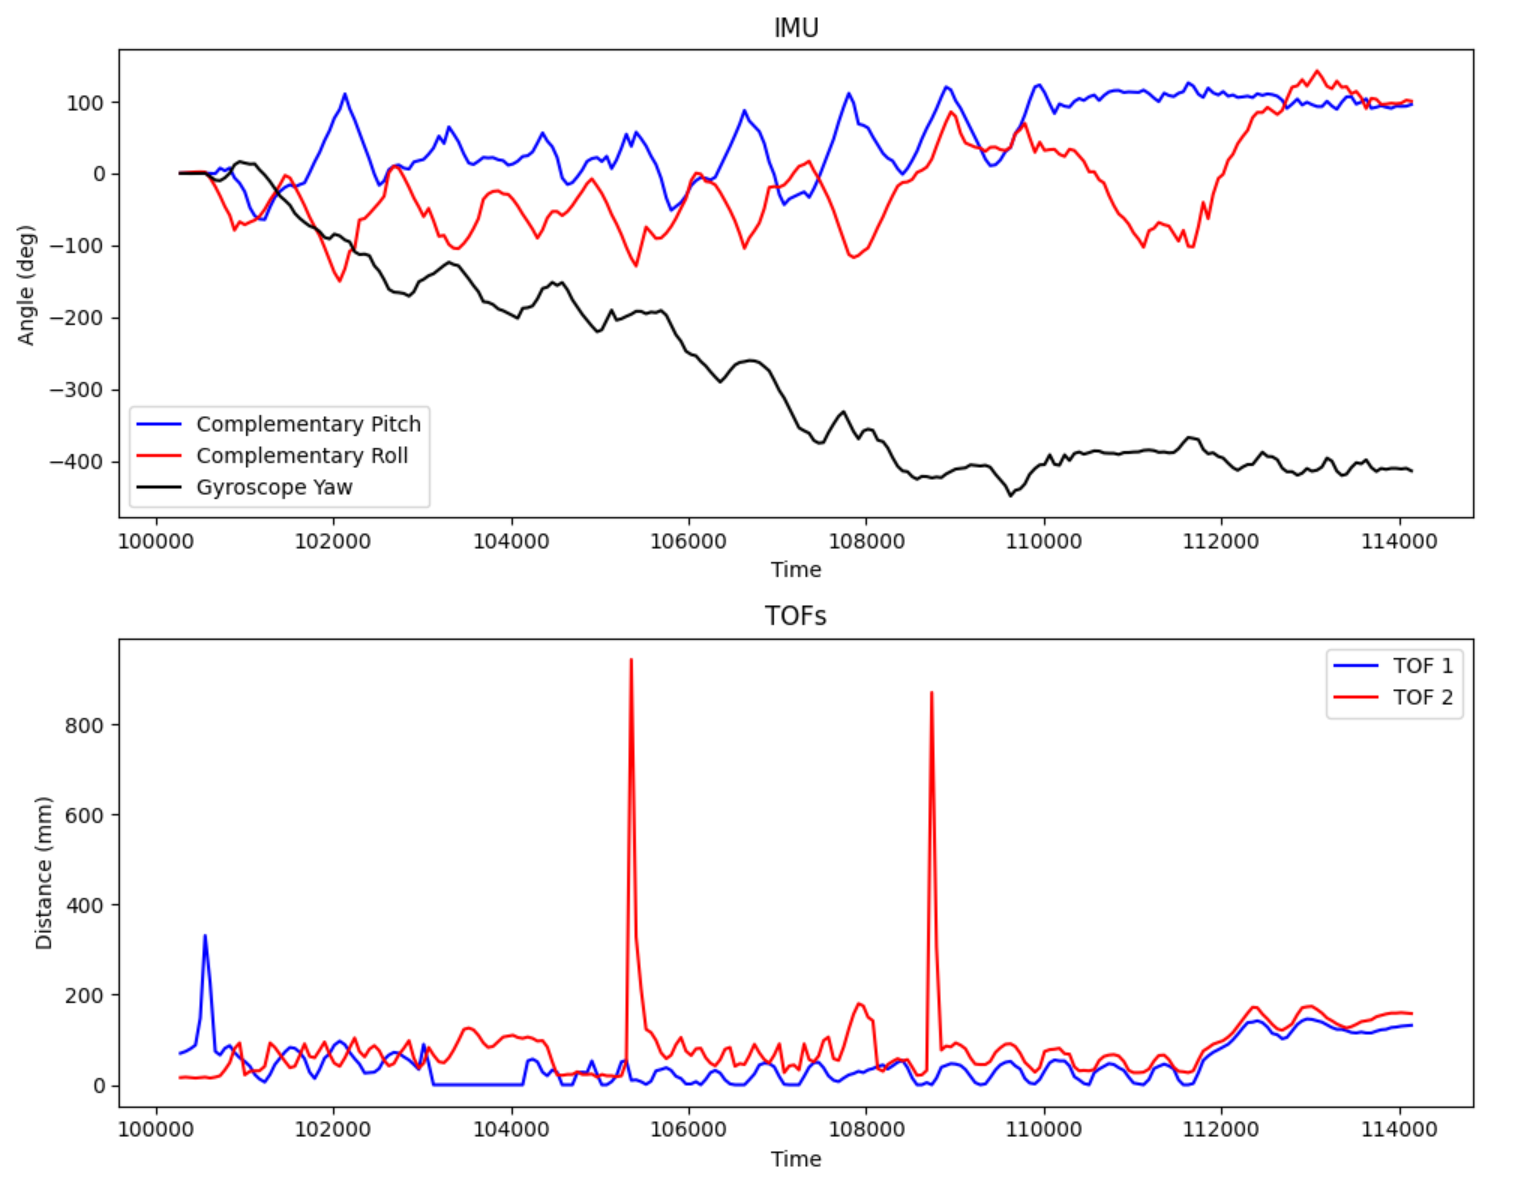 IMU
100
0
−100
−200
−300
−400
Angle (deg)
Complementary Pitch
Complementary Roll
Gyroscope Yaw
100000 102000 104000 106000 108000 110000 112000 114000
Time
TOFs
TOF 1
TOF 2
800
600
400
200
0
Distance (mm)
100000 102000 104000 106000 108000 110000 112000 114000
Time